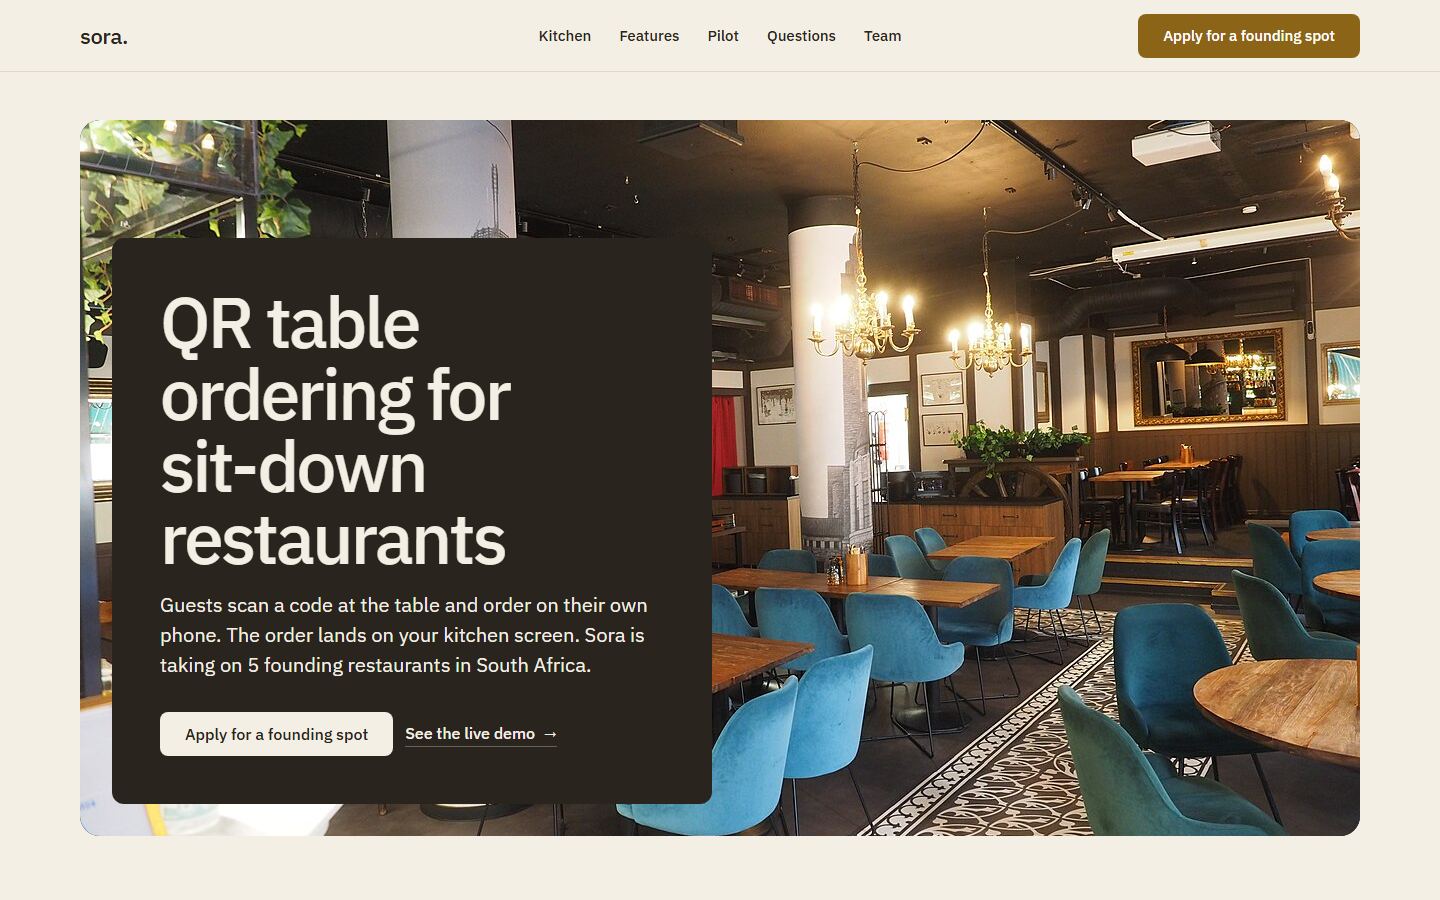 sora.
Kitchen
Features
Pilot
Questions
Team
Apply for a founding spot
QR table
ordering for
sit-down
restaurants
Guests scan a code at the table and order on their own
phone. The order lands on your kitchen screen. Sora is
taking on 5 founding restaurants in South Africa.
Apply for a founding spot
See the live demo →